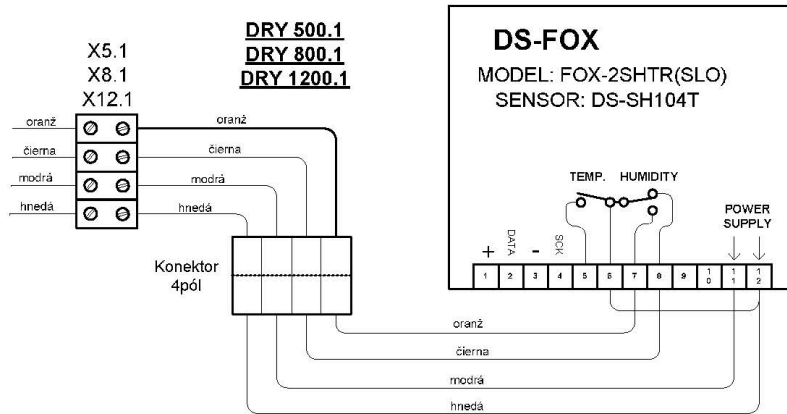 DRY 500.1
DRY 800.1
DRY 1200.1
X5.1
X8.1
X12.1
oranž
čierna
modrá
hnedá
oranž
čierna
modrá
hnedá
Konektor
4pól
DS-FOX
MODEL: FOX-2SHTR(SLO)
SENSOR: DS-SH104T
TEMP. HUMIDITY
POWER
SUPPLY
+ DATA - SCK
1 2 3 4 5 6 7 8 9 10 11 12
oranž
čierna
modrá
hnedá